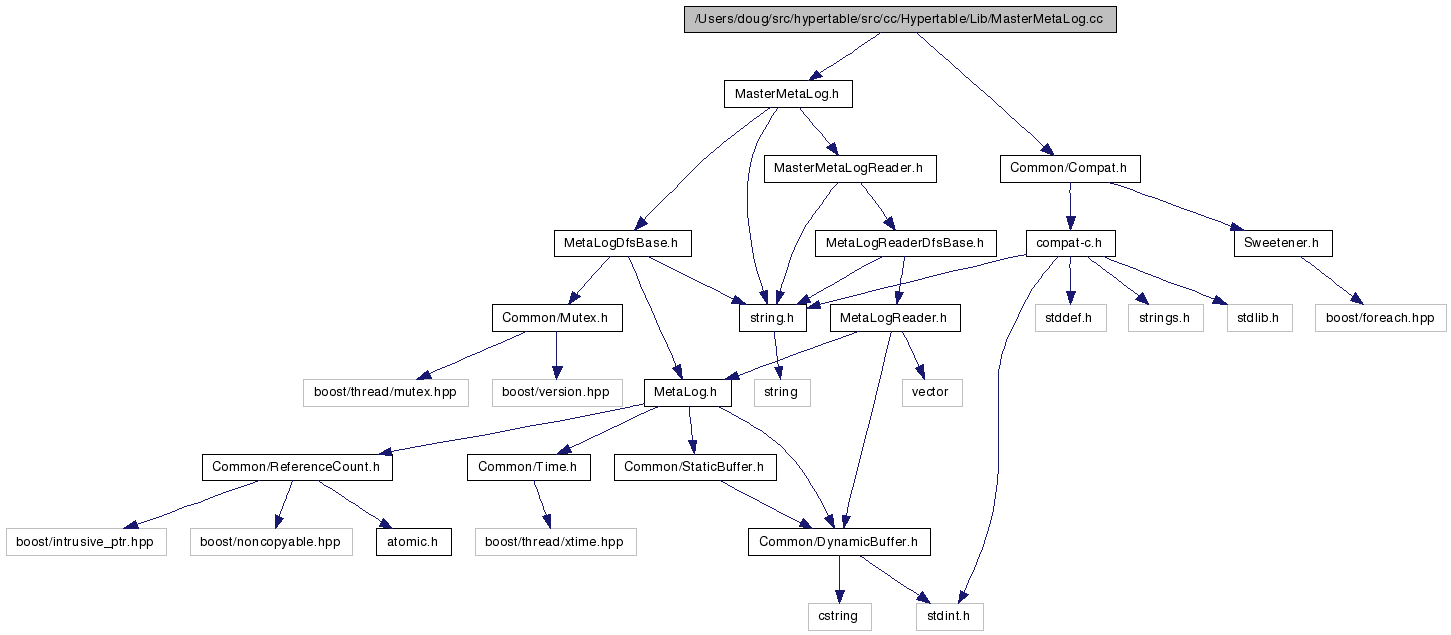 /Users/doug/src/hypertable/src/cc/Hypertable/Lib/MasterMetaLog.cc
MasterMetaLog.h
MasterMetaLogReader.h
Common/Compat.h
MetaLogDfsBase.h
MetaLogReaderDfsBase.h
compat-c.h
Sweetener.h
Common/Mutex.h
string.h
MetaLogReader.h
stddef.h
strings.h
stdlib.h
boost/foreach.hpp
boost/thread/mutex.hpp
boost/version.hpp
MetaLog.h
string
vector
Common/ReferenceCount.h
Common/Time.h
Common/StaticBuffer.h
boost/intrusive_ptr.hpp
boost/noncopyable.hpp
atomic.h
boost/thread/xtime.hpp
Common/DynamicBuffer.h
cstring
stdint.h